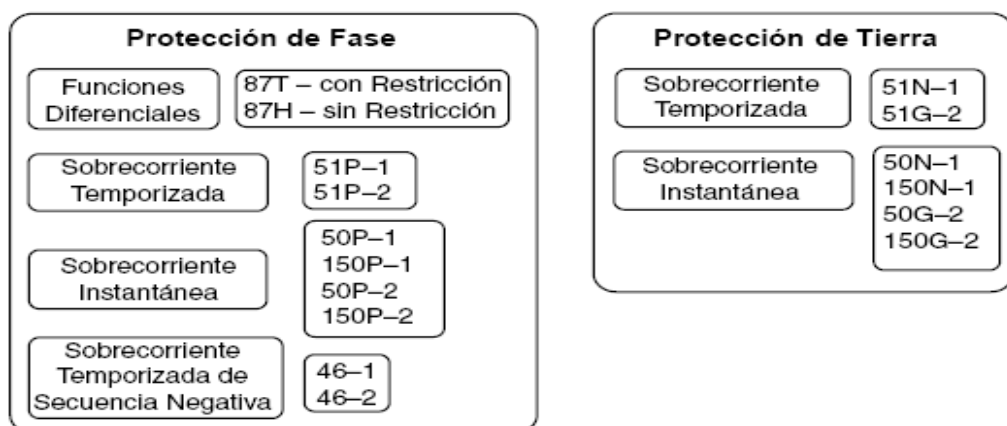 Protección de Fase
Funciones
Diferenciales
87T – con Restricción
87H – sin Restricción
Sobrecorriente
Temporizada
51P–1
51P–2
Sobrecorriente
Instantánea
50P–1
150P–1
50P–2
150P–2
Sobrecorriente
Temporizada de
Secuencia Negativa
46–1
46–2
Protección de Tierra
Sobrecorriente
Temporizada
51N–1
51G–2
Sobrecorriente
Instantánea
50N–1
150N–1
50G–2
150G–2